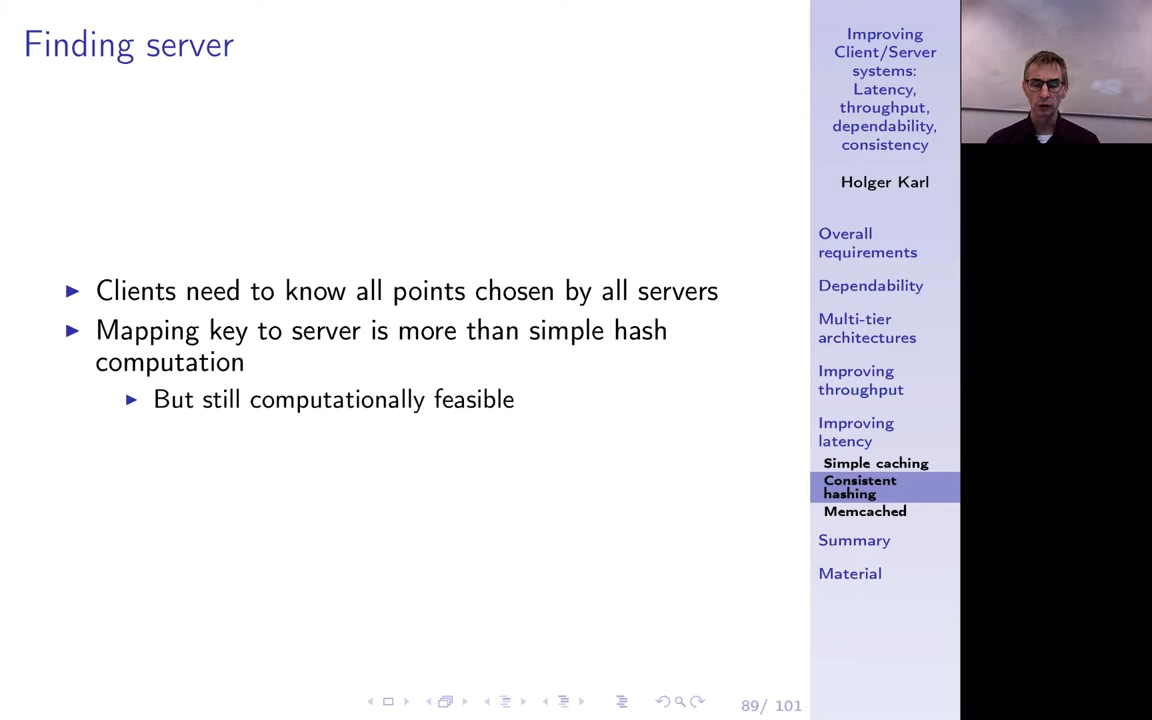 Finding server
Clients need to know all points chosen by all servers
Mapping key to server is more than simple hash
computation
But still computationally feasible
Improving
Client/Server
systems:
Latency,
throughput,
dependability,
consistency
Holger Karl
Overall
requirements
Dependability
Multi-tier
architectures
Improving
throughput
Improving
latency
Simple caching
Consistent
hashing
Memcached
Summary
Material
89/ 101